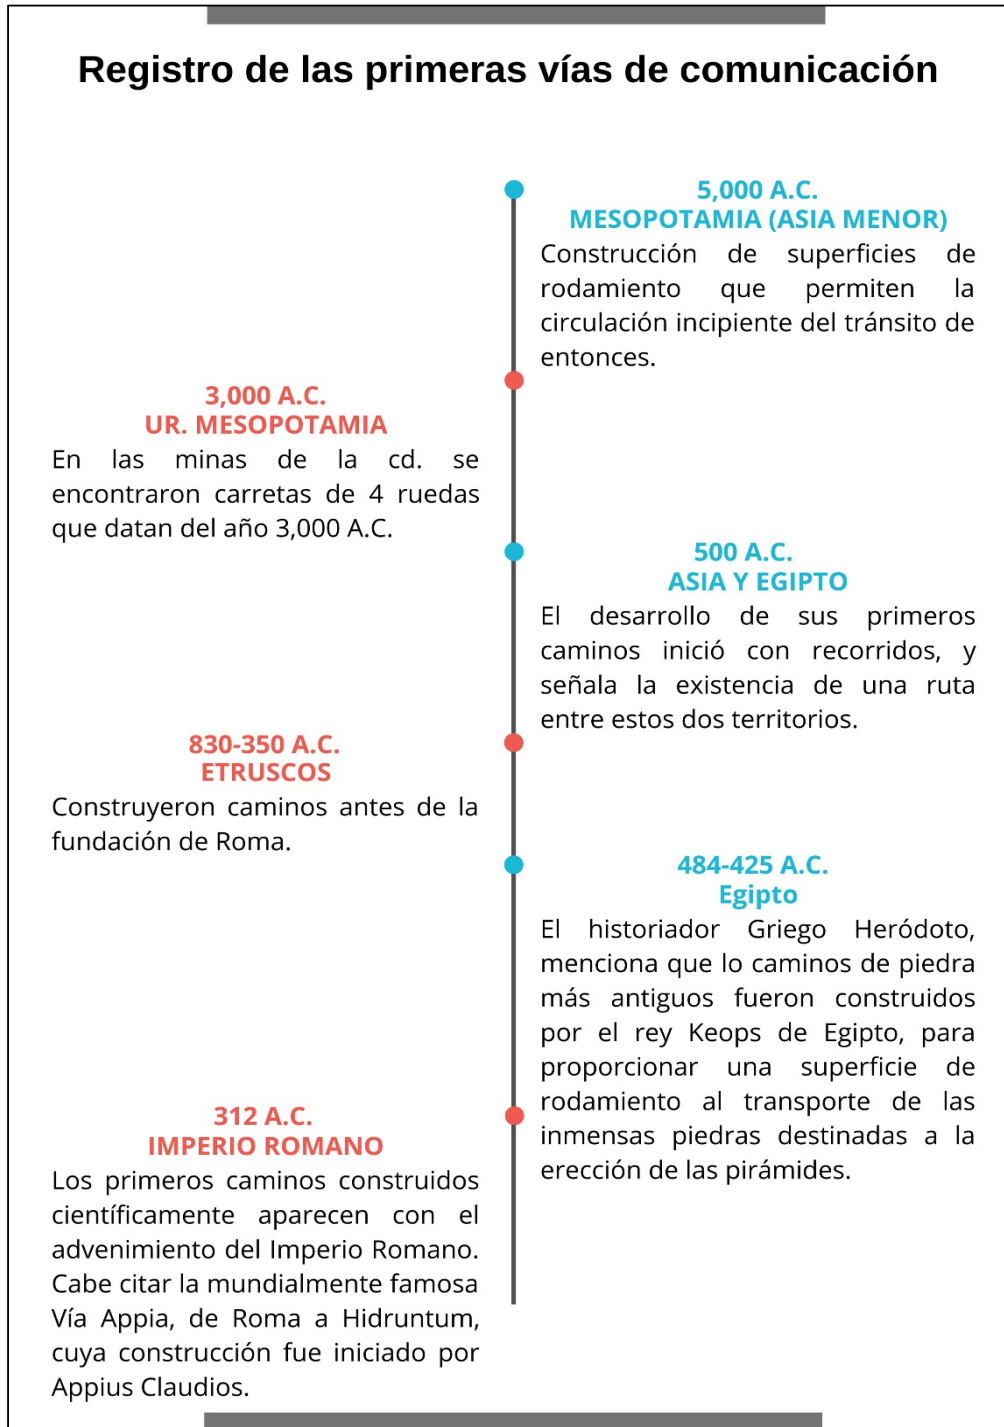 Registro de las primeras vías de comunicación
5,000 A.C.
MESOPOTAMIA (ASIA MENOR)
Construcción de superficies de
rodamiento que permiten la
circulación incipiente del tránsito de
entonces.
3,000 A.C.
UR. MESOPOTAMIA
En las minas de la cd. se
encontraron carretas de 4 ruedas
que datan del año 3,000 A.C.
500 A.C.
ASIA Y EGIPTO
El desarrollo de sus primeros
caminos inició con recorridos, y
señala la existencia de una ruta
entre estos dos territorios.
830-350 A.C.
ETRUSCOS
Construyeron caminos antes de la
fundación de Roma.
484-425 A.C.
Egipto
El historiador Griego Heródoto,
menciona que lo caminos de piedra
más antiguos fueron construidos
por el rey Keops de Egipto, para
proporcionar una superficie de
rodamiento al transporte de las
inmensas piedras destinadas a la
erección de las pirámides.
312 A.C.
IMPERIO ROMANO
Los primeros caminos construidos
científicamente aparecen con el
advenimiento del Imperio Romano.
Cabe citar la mundialmente famosa
Vía Appia, de Roma a Hidruntum,
cuya construcción fue iniciado por
Appius Claudios.